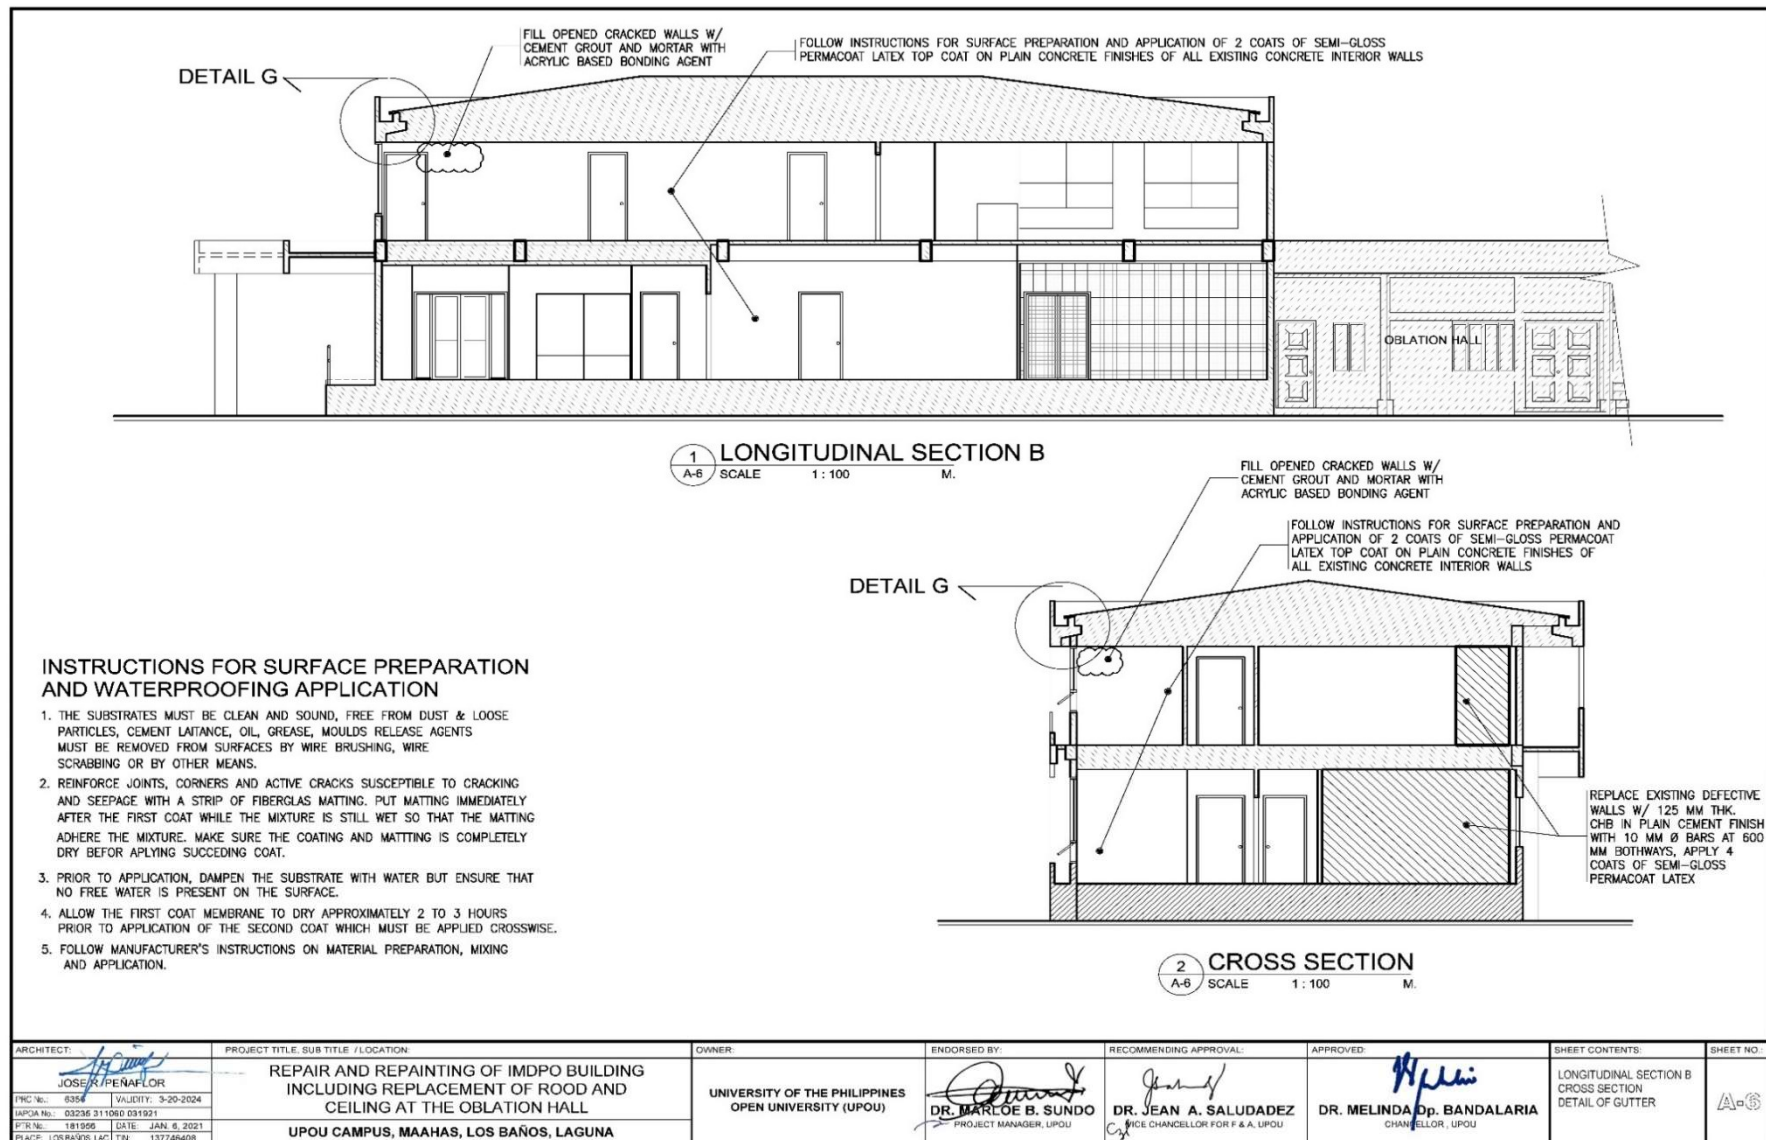 FILL OPENED CRACKED WALLS W/
CEMENT GROUT AND MORTAR WITH
ACRYLIC BASED BONDING AGENT
FOLLOW INSTRUCTIONS FOR SURFACE PREPARATION AND APPLICATION OF 2 COATS OF SEMI-GLOSS
PERMACOAT LATEX TOP COAT ON PLAIN CONCRETE FINISHES OF ALL EXISTING CONCRETE INTERIOR WALLS
DETAIL G
OBLATION HALL
1
A-6
LONGITUDINAL SECTION B
SCALE 1 : 100 M.
FILL OPENED CRACKED WALLS W/
CEMENT GROUT AND MORTAR WITH
ACRYLIC BASED BONDING AGENT
FOLLOW INSTRUCTIONS FOR SURFACE PREPARATION AND
APPLICATION OF 2 COATS OF SEMI-GLOSS PERMACOAT
LATEX TOP COAT ON PLAIN CONCRETE FINISHES OF
ALL EXISTING CONCRETE INTERIOR WALLS
DETAIL G
REPLACE EXISTING DEFECTIVE
WALLS W/ 125 MM THK.
CHB IN PLAIN CEMENT FINISH
WITH 10 MM Ø BARS AT 600
MM BOTHWAYS, APPLY 4
COATS OF SEMI-GLOSS
PERMACOAT LATEX
2
A-6
CROSS SECTION
SCALE 1 : 100 M.
INSTRUCTIONS FOR SURFACE PREPARATION
AND WATERPROOFING APPLICATION
1. THE SUBSTRATES MUST BE CLEAN AND SOUND, FREE FROM DUST & LOOSE
PARTICLES, CEMENT LAITANCE, OIL, GREASE, MOULDS RELEASE AGENTS
MUST BE REMOVED FROM SURFACES BY WIRE BRUSHING, WIRE
SCRABBING OR BY OTHER MEANS.
2. REINFORCE JOINTS, CORNERS AND ACTIVE CRACKS SUSCEPTIBLE TO CRACKING
AND SEEPAGE WITH A STRIP OF FIBERGLAS MATTING. PUT MATTING IMMEDIATELY
AFTER THE FIRST COAT WHILE THE MIXTURE IS STILL WET SO THAT THE MATTING
ADHERE THE MIXTURE. MAKE SURE THE COATING AND MATTTING IS COMPLETELY
DRY BEFOR APLYING SUCCEDING COAT.
3. PRIOR TO APPLICATION, DAMPEN THE SUBSTRATE WITH WATER BUT ENSURE THAT
NO FREE WATER IS PRESENT ON THE SURFACE.
4. ALLOW THE FIRST COAT MEMBRANE TO DRY APPROXIMATELY 2 TO 3 HOURS
PRIOR TO APPLICATION OF THE SECOND COAT WHICH MUST BE APPLIED CROSSWISE.
5. FOLLOW MANUFACTURER'S INSTRUCTIONS ON MATERIAL PREPARATION, MIXING
AND APPLICATION.
ARCHITECT:
JOSE R. PEÑAFLOR
PRC No.: VALIDITY: 3-20-2024
IAPOA No.: 03236 311060 031921
PTR No.: 181956 DATE: JAN. 6, 2021
PLACE: LOS BAÑOS, LAG TIN: 137746408
PROJECT TITLE, SUB TITLE / LOCATION:
REPAIR AND REPAINTING OF IMDPO BUILDING
INCLUDING REPLACEMENT OF ROOD AND
CEILING AT THE OBLATION HALL
UPOU CAMPUS, MAAHAS, LOS BAÑOS, LAGUNA
OWNER:
UNIVERSITY OF THE PHILIPPINES
OPEN UNIVERSITY (UPOU)
ENDORSED BY:
DR. MARLOE B. SUNDO
PROJECT MANAGER, UPOU
RECOMMENDING APPROVAL:
DR. JEAN A. SALUDADEZ
VICE CHANCELLOR FOR F & A, UPOU
APPROVED:
DR. MELINDA Dp. BANDALARIA
CHANCELLOR, UPOU
SHEET CONTENTS:
LONGITUDINAL SECTION B
CROSS SECTION
DETAIL OF GUTTER
SHEET NO.:
A-6